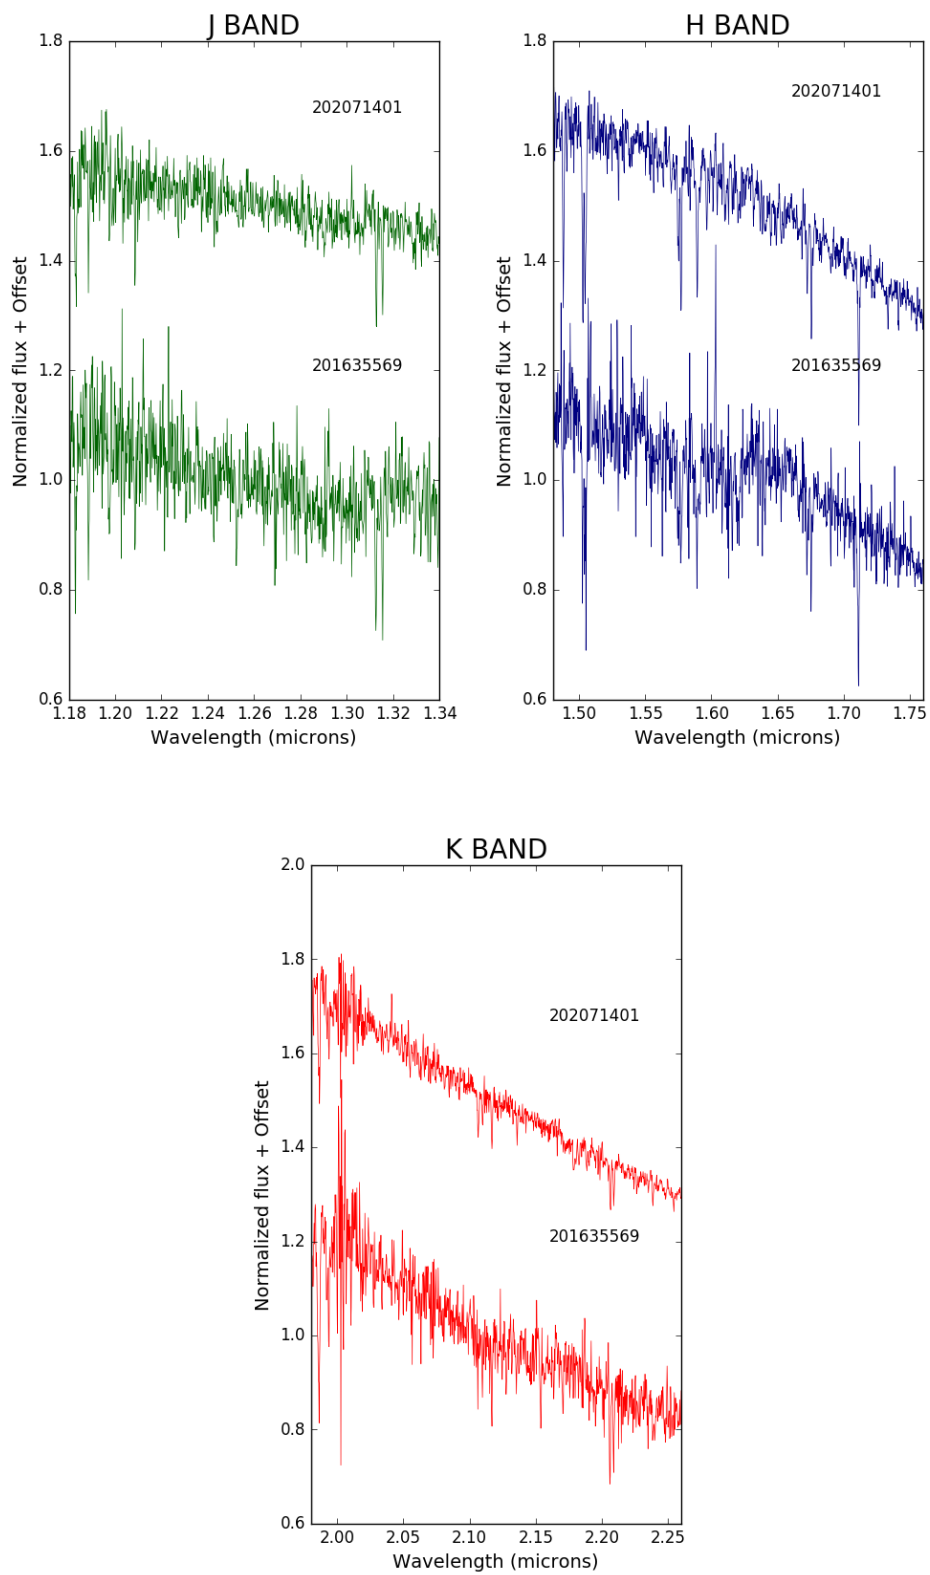 J BAND
1.8
1.6
1.4
1.2
1.0
0.8
0.6
Normalized flux + Offset
202071401
201635569
1.18 1.20 1.22 1.24 1.26 1.28 1.30 1.32 1.34
Wavelength (microns)
H BAND
1.8
1.6
1.4
1.2
1.0
0.8
0.6
Normalized flux + Offset
202071401
201635569
1.50 1.55 1.60 1.65 1.70 1.75
Wavelength (microns)
K BAND
2.0
1.8
1.6
1.4
1.2
1.0
0.8
0.6
Normalized flux + Offset
202071401
201635569
2.00 2.05 2.10 2.15 2.20 2.25
Wavelength (microns)